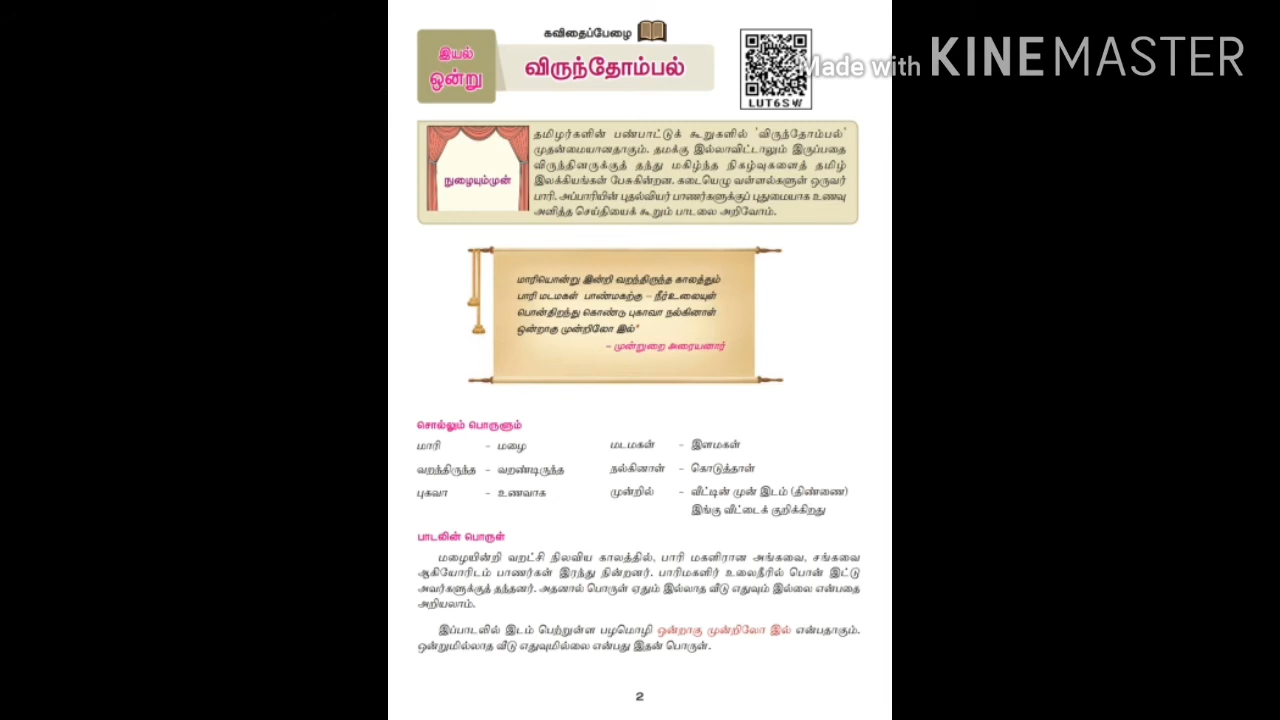 கவிதைப்பேழை
இயல்
ஒன்று
விருந்தோம்பல்
LUT6SW
Made with KINEMASTER
நுழையும்முன்
தமிழர்களின் பண்பாட்டுக் கூறுகளில் 'விருந்தோம்பல்'
முதன்மையானதாகும். தமக்கு இல்லாவிட்டாலும் இருப்பதை
விருந்தினருக்குத் தந்து மகிழ்ந்த நிகழ்வுகளைத் தமிழ்
இலக்கியங்கள் பேசுகின்றன. கடையெழு வள்ளல்களுள் ஒருவர்
பாரி. அப்பாரியின் புதல்வியர் பாணர்களுக்குப் புதுமையாக உணவு
அளித்த செய்தியைக் கூறும் பாடலை அறிவோம்.
மாரியொன்று இன்றி வறந்திருந்த காலத்தும்
பாரி மடமகள் பாண்மகற்கு – நீர்உலையுள்
பொன்திறந்து கொண்டு புகாவா நல்கினாள்
ஒன்றாகு முன்றிலோ இல்*
– முன்றுறை அரையனார்
சொல்லும் பொருளும்
மாரி – மழை மடமகள் – இளமகள்
வறந்திருந்த – வறண்டிருந்த நல்கினாள் – கொடுத்தாள்
புகவா – உணவாக முன்றில் – வீட்டின் முன் இடம் (திண்ணை)
இங்கு வீட்டைக் குறிக்கிறது
பாடலின் பொருள்
மழையின்றி வறட்சி நிலவிய காலத்தில், பாரி மகளிரான அங்கவை, சங்கவை
ஆகியோரிடம் பாணர்கள் இரந்து நின்றனர். பாரிமகளிர் உலைநீரில் பொன் இட்டு
அவர்களுக்குத் தந்தனர். அதனால் பொருள் ஏதும் இல்லாத வீடு எதுவும் இல்லை என்பதை
அறியலாம்.
இப்பாடலில் இடம் பெற்றுள்ள பழமொழி ஒன்றாகு முன்றிலோ இல் என்பதாகும்.
ஒன்றுமில்லாத வீடு எதுவுமில்லை என்பது இதன் பொருள்.
2